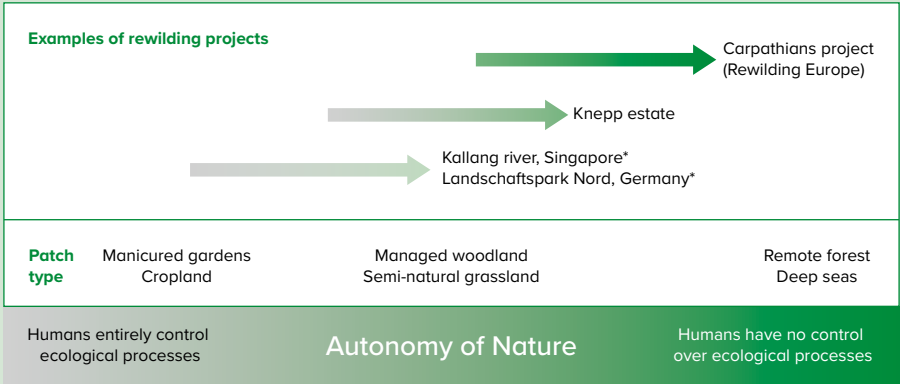 Examples of rewilding projects
Carpathians project
(Rewilding Europe)
Knepp estate
Kallang river, Singapore*
Landschaftspark Nord, Germany*
Patch
type
Manicured gardens
Cropland
Managed woodland
Semi-natural grassland
Remote forest
Deep seas
Humans entirely control
ecological processes
Autonomy of Nature
Humans have no control
over ecological processes